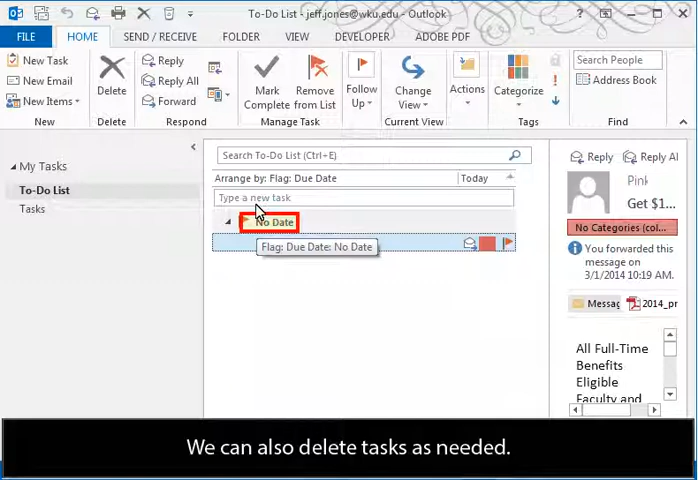 To-Do List - jeff.jones@wku.edu - Outlook
FILE HOME SEND / RECEIVE FOLDER VIEW DEVELOPER ADOBE PDF
New Task
New Email
New Items
New
Delete
Delete
Reply
Reply All
Forward
Respond
Mark Complete
Remove from List
Manage Task
Follow Up
Change View
Current View
Actions
Categorize
Tags
Search People
Address Book
Find
My Tasks
To-Do List
Tasks
Search To-Do List (Ctrl+E)
Arrange by: Flag: Due Date Today
Type a new task
No Date
Flag: Due Date: No Date
Reply Reply Al
Pink
Get $1...
No Categories (col...
You forwarded this
message on
3/1/2014 10:19 AM.
Messag 2014_pr
All Full-Time
Benefits
Eligible
Faculty and
We can also delete tasks as needed.